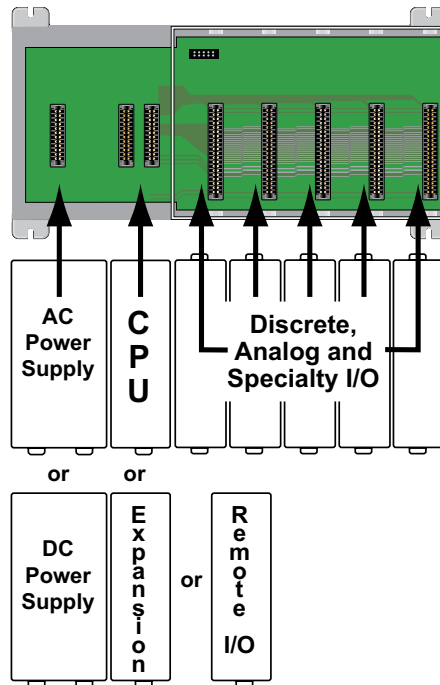 AC
Power
Supply
C
P
U
Discrete,
Analog and
Specialty I/O
or
or
DC
Power
Supply
E
x
p
a
n
s
i
o
n
or
R
e
m
o
t
e
I/O